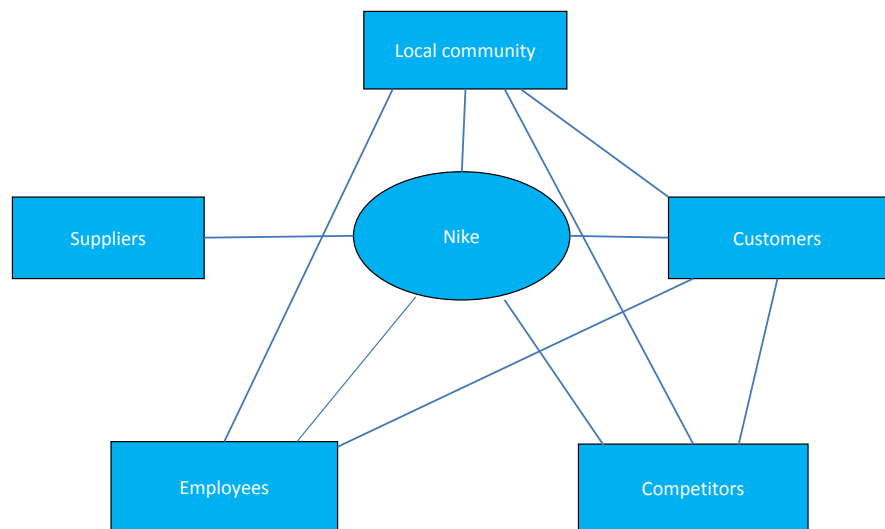 Local community
Suppliers
Nike
Customers
Employees
Competitors